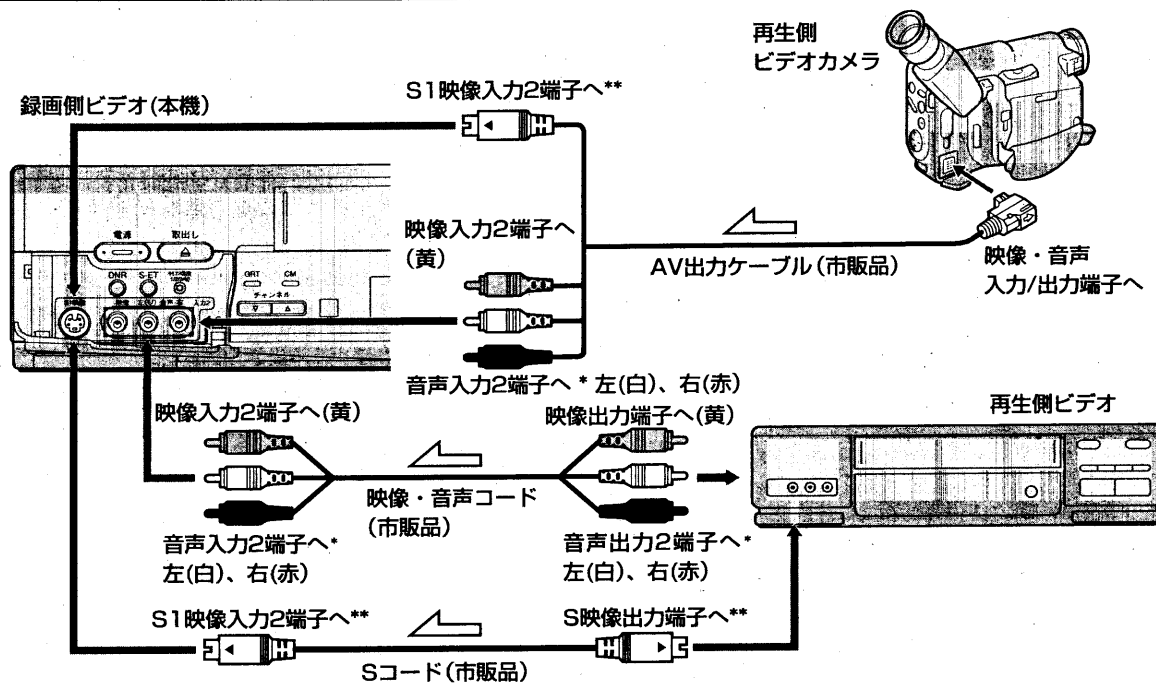 再生側
ビデオカメラ
S1映像入力2端子へ**
録画側ビデオ(本機)
電源
取出し
映像入力2端子へ
(黄)
AV出力ケーブル(市販品)
映像・音声
入力/出力端子へ
DNR
S-ET
GRT
CM
チャンネル
入力2
音声入力2端子へ * 左(白)、右(赤)
映像入力2端子へ(黄)
映像出力端子へ(黄)
再生側ビデオ
映像・音声コード
(市販品)
音声入力2端子へ*
左(白)、右(赤)
音声出力2端子へ*
左(白)、右(赤)
S1映像入力2端子へ**
S映像出力端子へ**
Sコード(市販品)